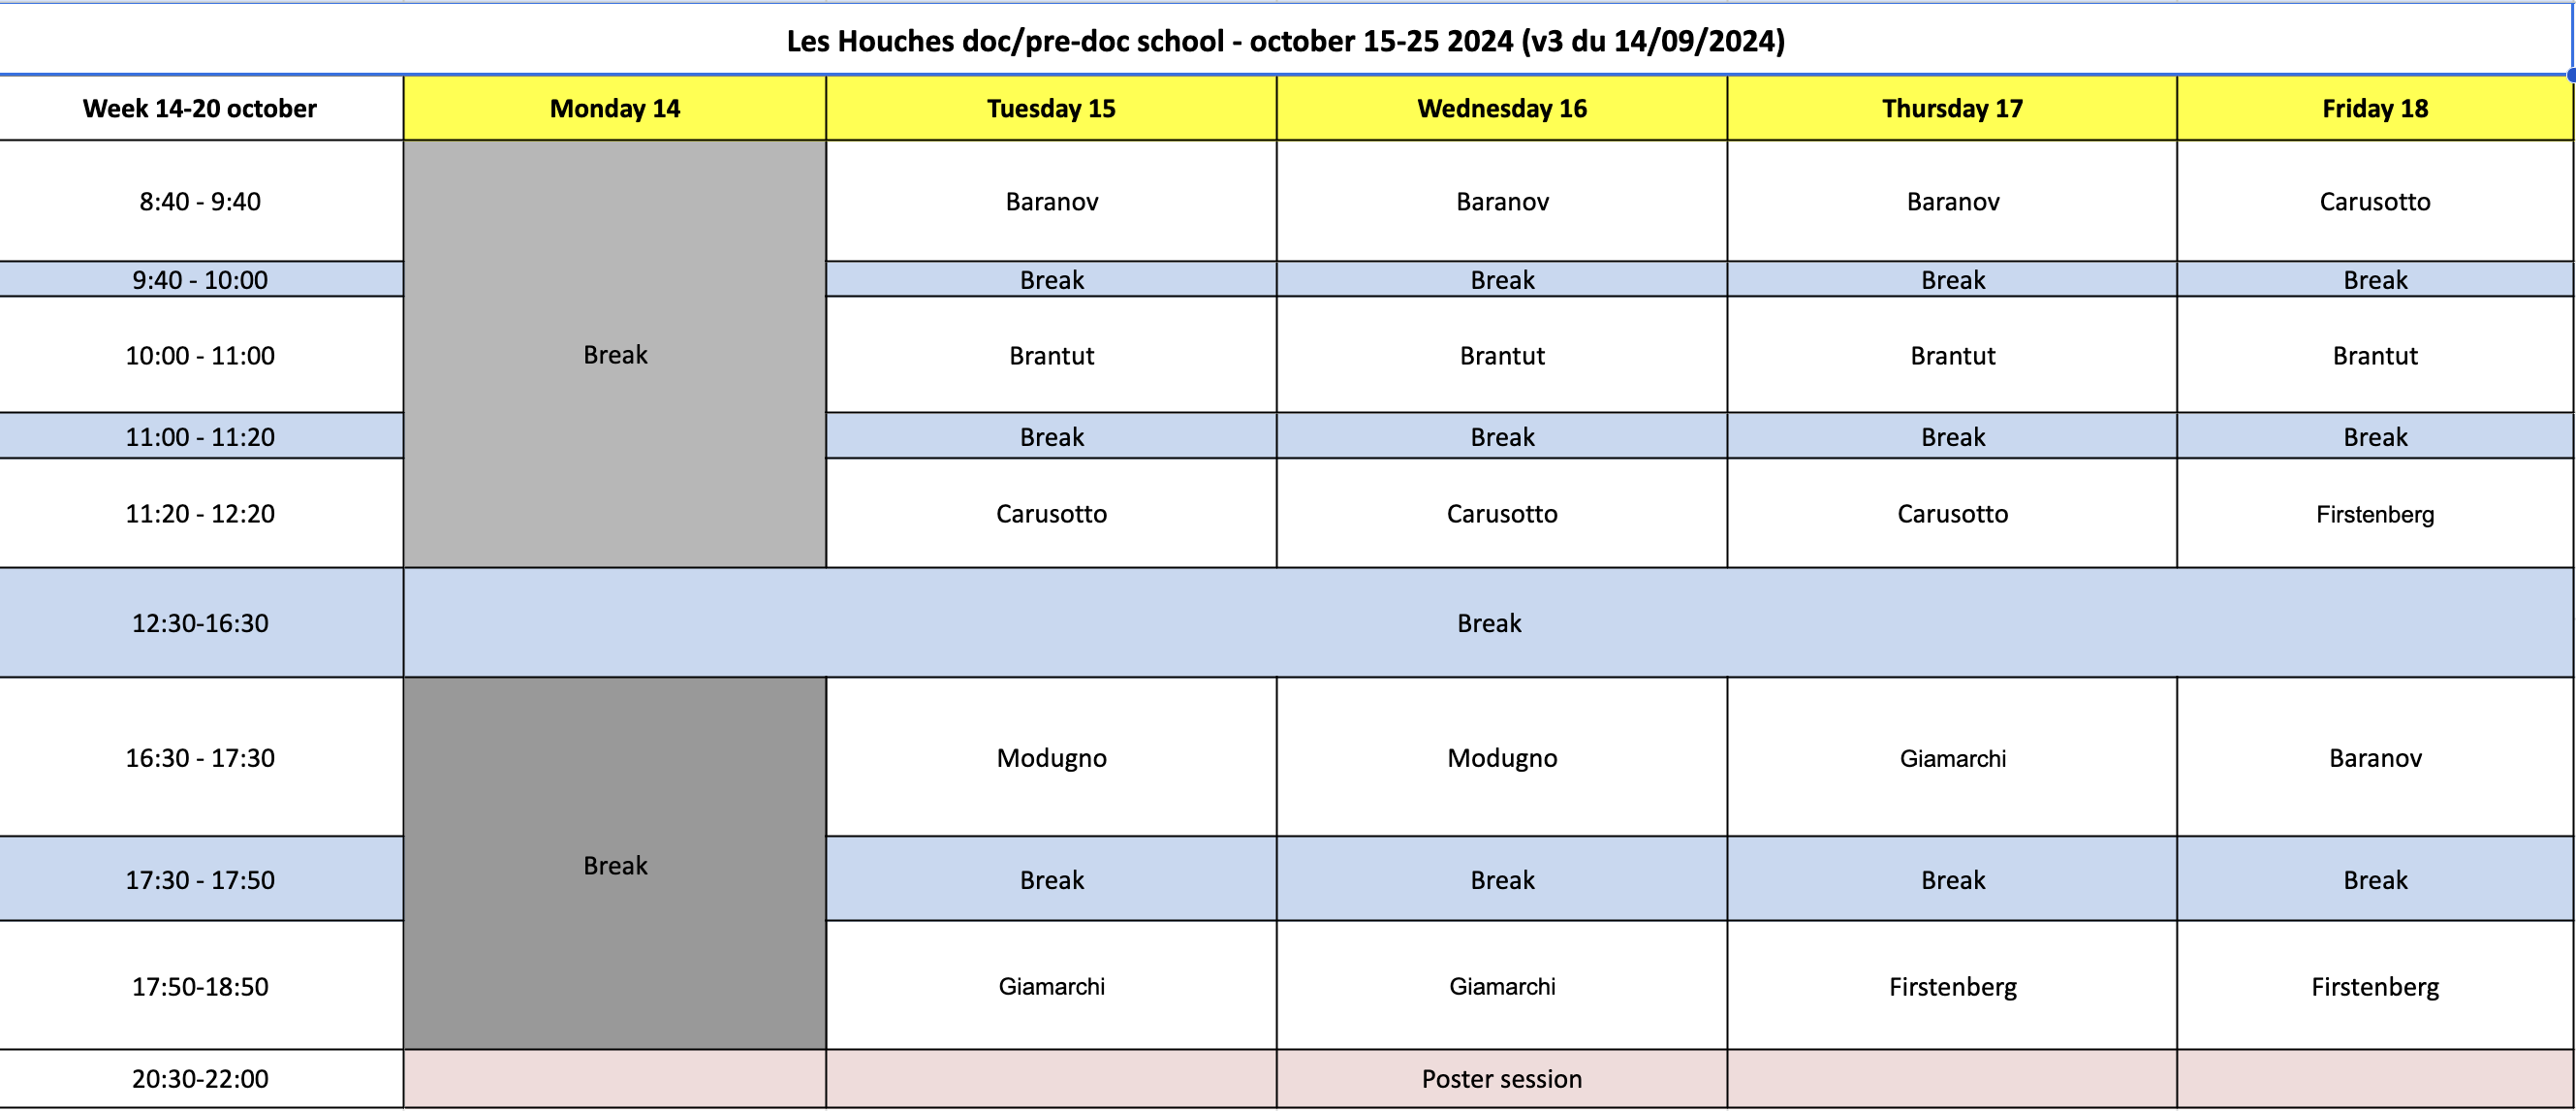 Les Houches doc/pre-doc school - october 15-25 2024 (v3 du 14/09/2024)
Week 14-20 october Monday 14 Tuesday 15 Wednesday 16 Thursday 17 Friday 18
8:40 - 9:40 Baranov Baranov Baranov Carusotto
9:40 - 10:00 Break Break Break Break
10:00 - 11:00 Break Brantut Brantut Brantut Brantut
11:00 - 11:20 Break Break Break Break
11:20 - 12:20 Carusotto Carusotto Carusotto Firstenberg
12:30-16:30 Break
16:30 - 17:30 Modugno Modugno Giamarchi Baranov
17:30 - 17:50 Break Break Break Break Break
17:50-18:50 Giamarchi Giamarchi Firstenberg Firstenberg
20:30-22:00 Poster session